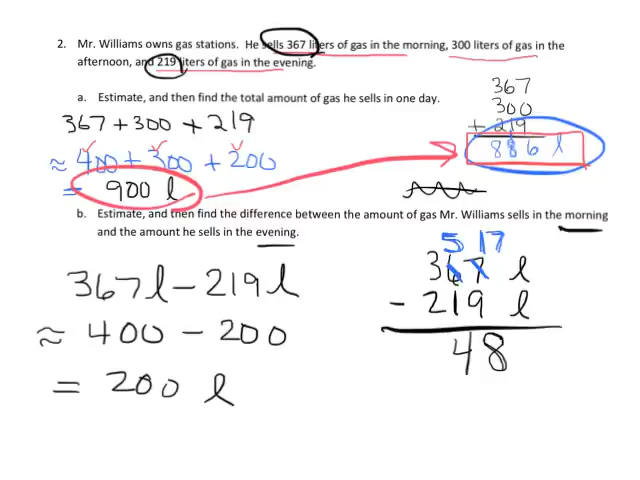 2. Mr. Williams owns gas stations. He sells 367 liters of gas in the morning, 300 liters of gas in the
afternoon, and 219 liters of gas in the evening.
a. Estimate, and then find the total amount of gas he sells in one day.
367
300
+ 219
886 l
367 + 300 + 219
≈ 400 + 300 + 200
= 900 l
b. Estimate, and then find the difference between the amount of gas Mr. Williams sells in the morning
and the amount he sells in the evening.
367 l − 219 l
≈ 400 − 200
= 200 l
5 17
367 l
− 219 l
48